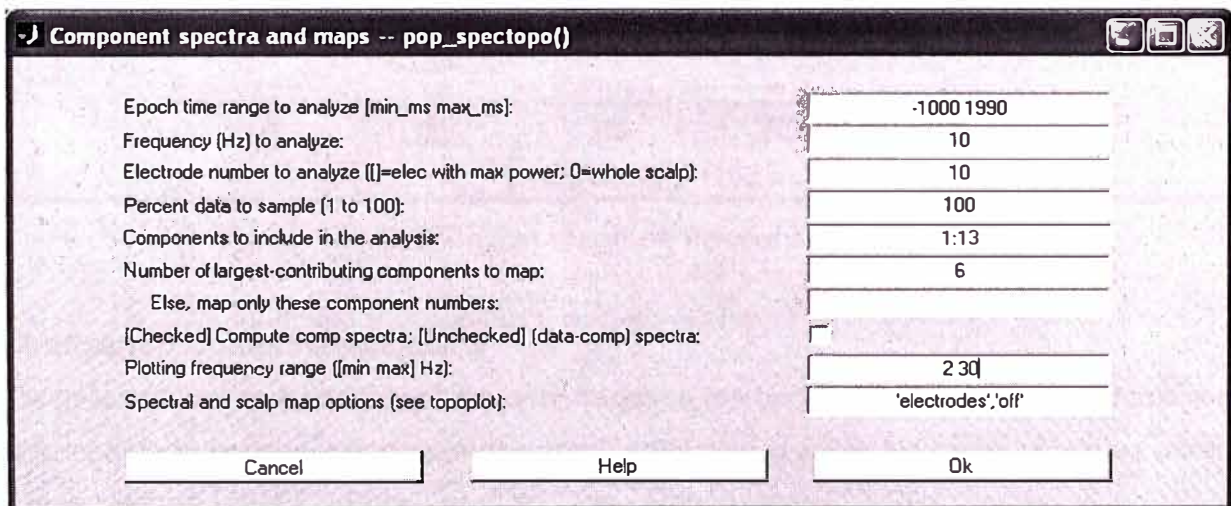 Component spectra and maps -- pop_spectopo()
Epoch time range to analyze [min_ms max_ms]: -1000 1990
Frequency (Hz) to analyze: 10
Electrode number to analyze ([]=elec with max power; 0=whole scalp): 10
Percent data to sample (1 to 100): 100
Components to include in the analysis: 1:13
Number of largest-contributing components to map: 6
Else, map only these component numbers:
[Checked] Compute comp spectra; [Unchecked] (data-comp) spectra:
Plotting frequency range ([min max] Hz): 2 30
Spectral and scalp map options (see topoplot): 'electrodes','off'
Cancel Help Ok